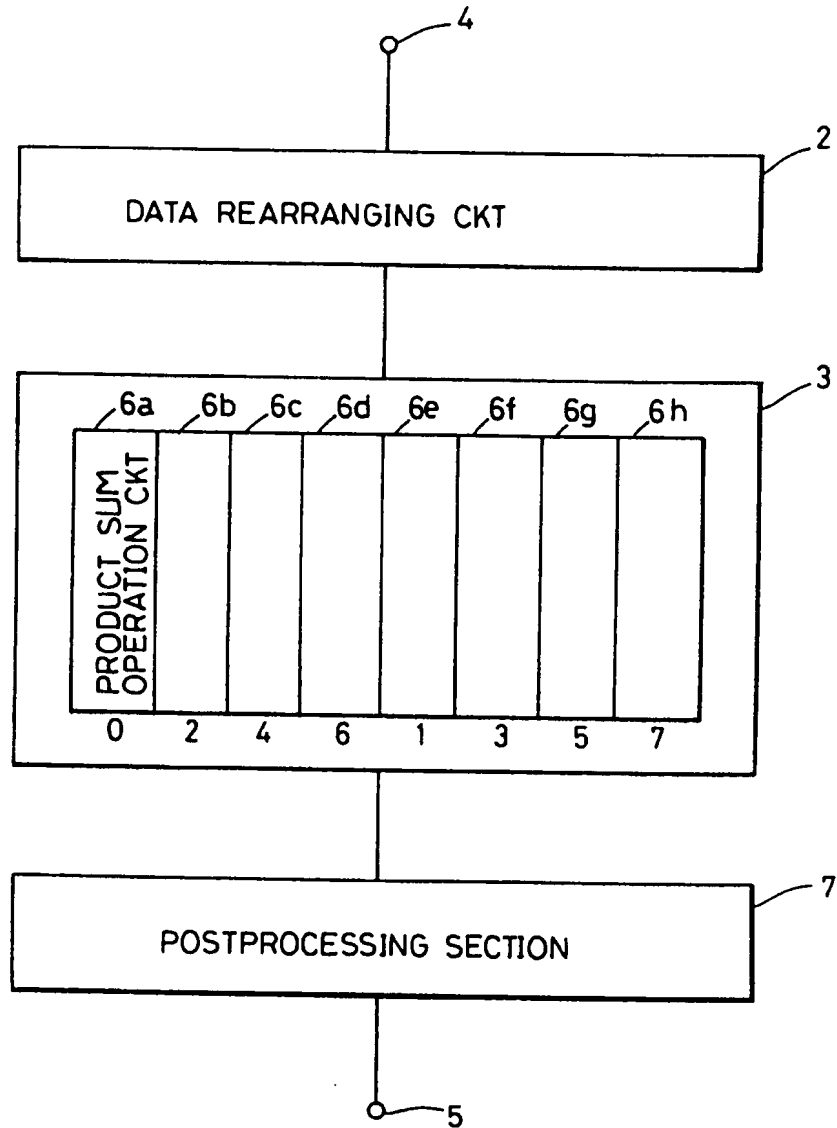 4
2
DATA REARRANGING CKT
3
6a 6b 6c 6d 6e 6f 6g 6h
PRODUCT SUM
OPERATION CKT
0 2 4 6 1 3 5 7
7
POSTPROCESSING SECTION
5